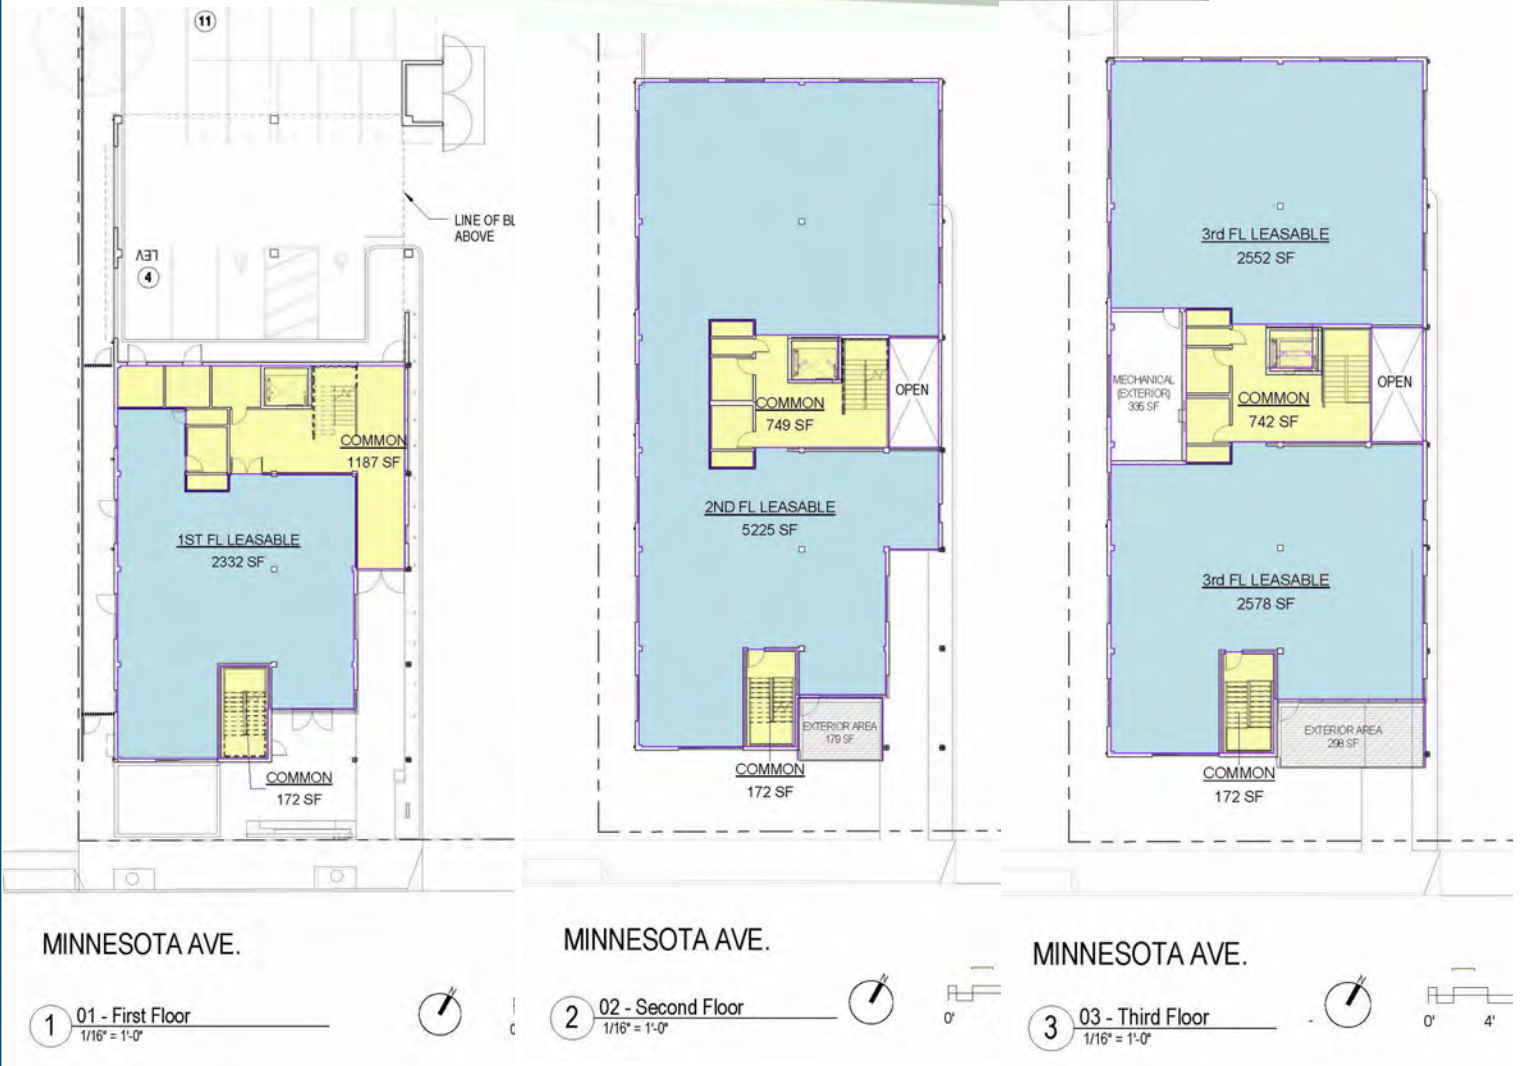 11
LINE OF BL
ABOVE
LEV
4
COMMON
1187 SF
1ST FL LEASABLE
2332 SF
COMMON
172 SF
MINNESOTA AVE.
1
01 - First Floor
1/16" = 1'-0"
N
OPEN
COMMON
749 SF
2ND FL LEASABLE
5225 SF
EXTERIOR AREA
179 SF
COMMON
172 SF
MINNESOTA AVE.
2
02 - Second Floor
1/16" = 1'-0"
N
0'
3rd FL LEASABLE
2552 SF
MECHANICAL
(EXTERIOR)
335 SF
OPEN
COMMON
742 SF
3rd FL LEASABLE
2578 SF
EXTERIOR AREA
298 SF
COMMON
172 SF
MINNESOTA AVE.
3
03 - Third Floor
1/16" = 1'-0"
N
0' 4'